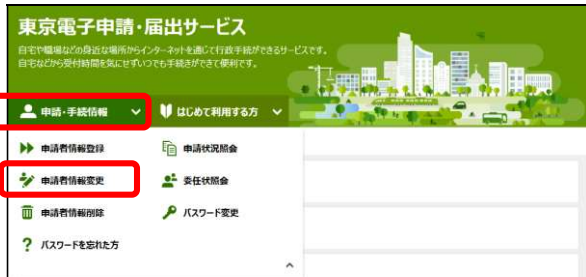 東京電子申請・届出サービス
自宅や職場などの身近な場所からインターネットを通じて行政手続ができるサービスです。
自宅などから受付時間を気にせずいつでも手続きができて便利です。
申請・手続情報 はじめて利用する方
申請者情報登録 申請状況照会
申請者情報変更 委任状照会
申請者情報削除 パスワード変更
パスワードを忘れた方